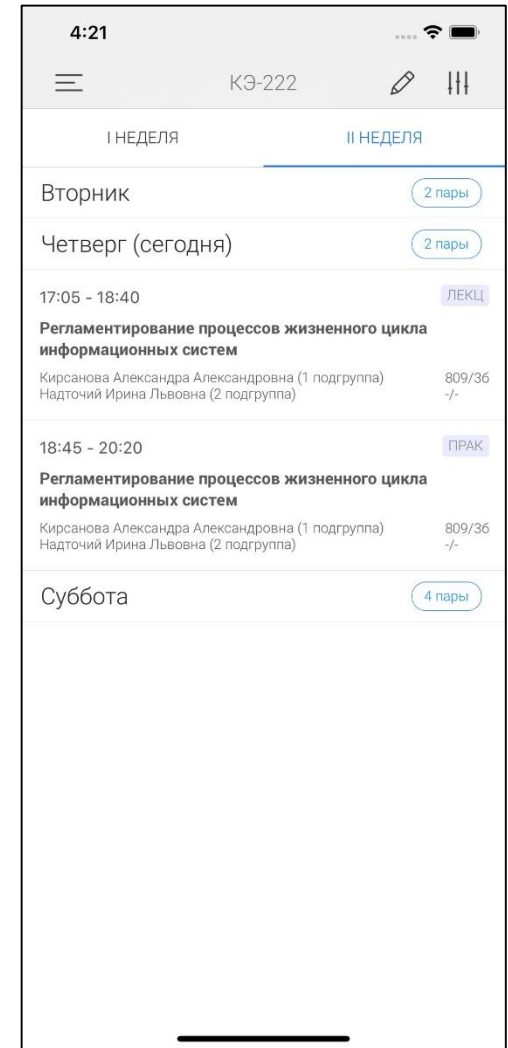 4:21
КЭ-222
I НЕДЕЛЯ
II НЕДЕЛЯ
Вторник
2 пары
Четверг (сегодня)
2 пары
17:05 - 18:40
ЛЕКЦ
Регламентирование процессов жизненного цикла
информационных систем
Кирсанова Александра Александровна (1 подгруппа)
809/3б
Надточий Ирина Львовна (2 подгруппа)
-/-
18:45 - 20:20
ПРАК
Регламентирование процессов жизненного цикла
информационных систем
Кирсанова Александра Александровна (1 подгруппа)
809/3б
Надточий Ирина Львовна (2 подгруппа)
-/-
Суббота
4 пары